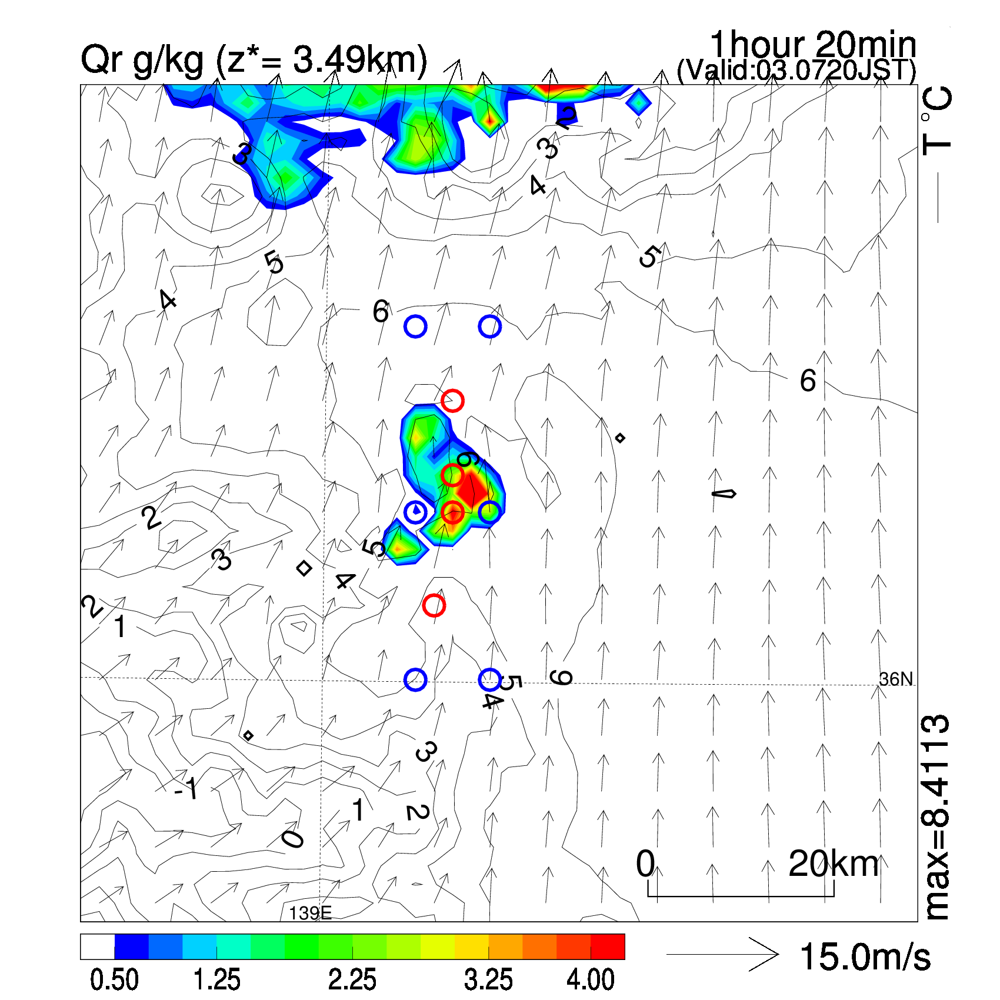 1hour 20min
Qr g/kg (z*= 3.49km)
(Valid:03.0720JST)
T °C
2
3
3
4
5
5
4
6
6
6
2
5
3
4
2
1
36N
5
6
4
3
-1
1
2
0
0 20km
139E
max=8.4113
0.50 1.25 2.25 3.25 4.00
15.0m/s